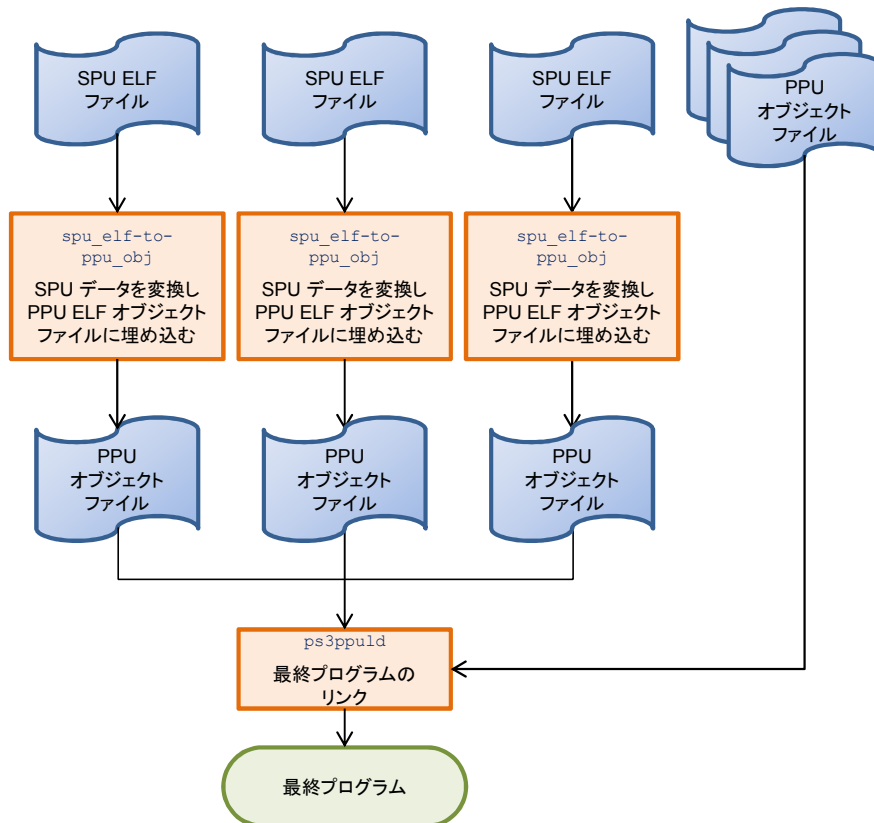 SPU ELF
ファイル
SPU ELF
ファイル
SPU ELF
ファイル
PPU
オブジェクト
ファイル
spu_elf-to-
ppu_obj
SPU データを変換し
PPU ELF オブジェクト
ファイルに埋め込む
spu_elf-to-
ppu_obj
SPU データを変換し
PPU ELF オブジェクト
ファイルに埋め込む
spu_elf-to-
ppu_obj
SPU データを変換し
PPU ELF オブジェクト
ファイルに埋め込む
PPU
オブジェクト
ファイル
PPU
オブジェクト
ファイル
PPU
オブジェクト
ファイル
ps3ppuld
最終プログラムの
リンク
最終プログラム